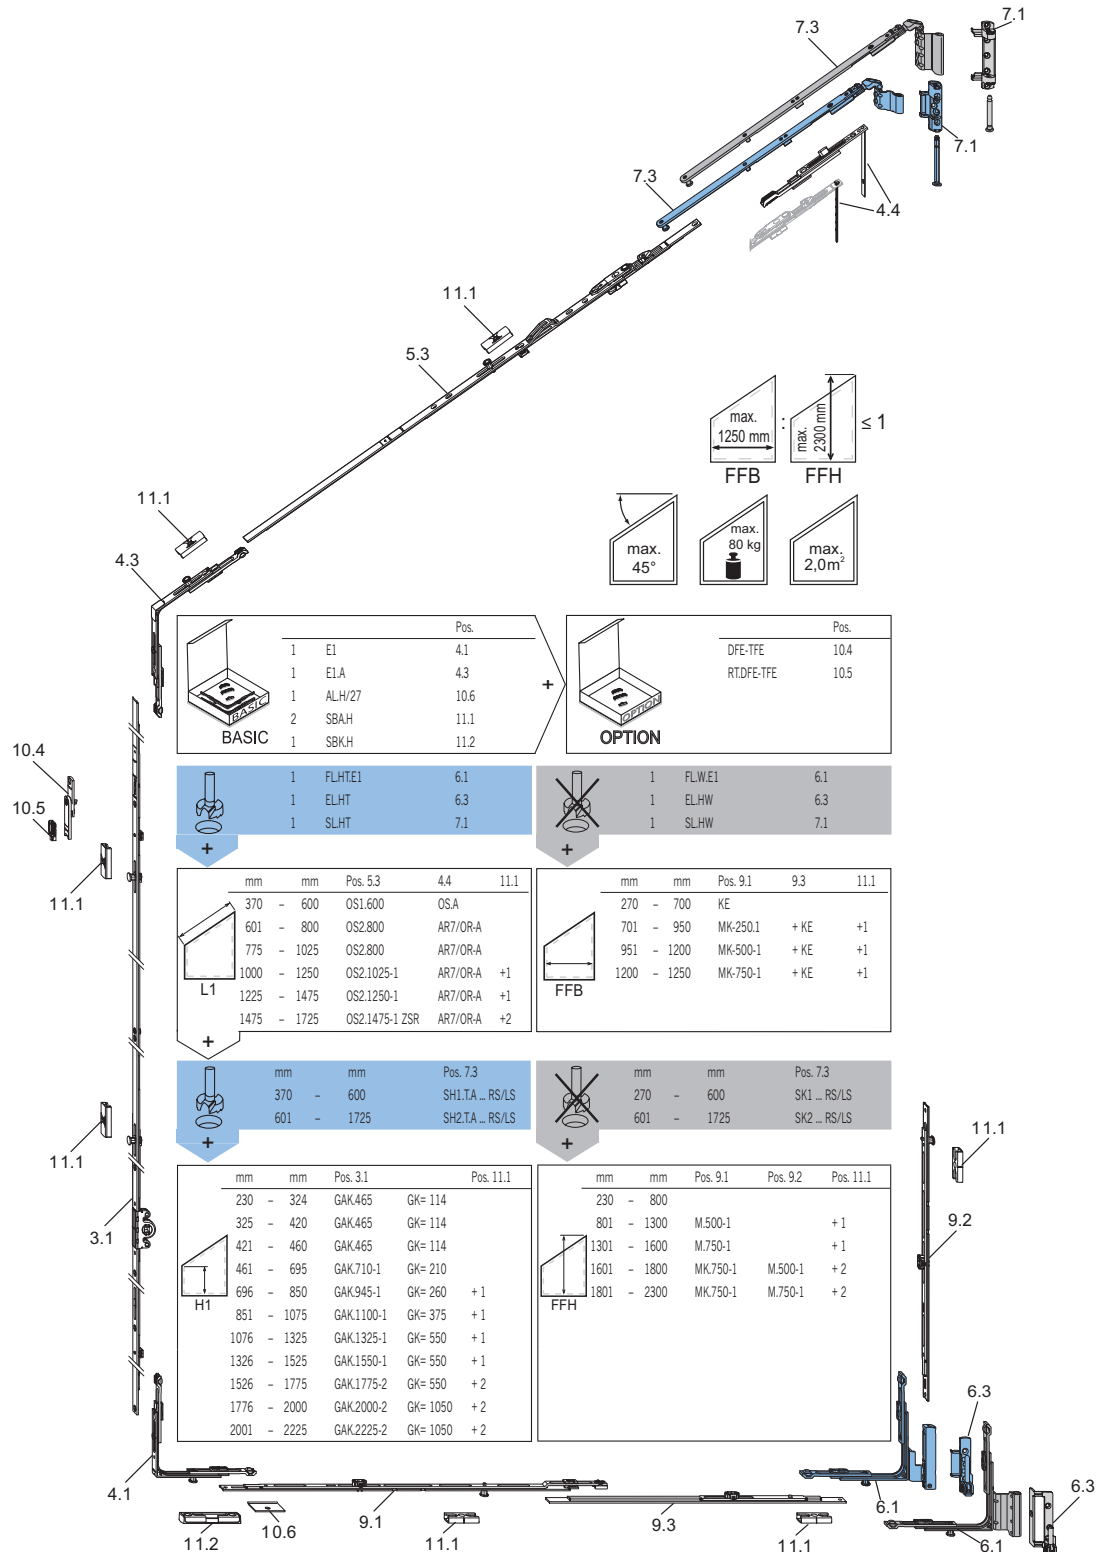 7.1
7.3
7.1
7.3
4.4
11.1
5.3
max.
1250 mm
:
max.
2300 mm
≤ 1
FFB
FFH
11.1
4.3
max.
45°
max.
80 kg
max.
2,0m²
Pos.
1 E1 4.1
1 E1.A 4.3
1 AL.H/27 10.6
2 SBA.H 11.1
1 SBK.H 11.2
BASIC
BASIC
+
Pos.
DFE-TFE 10.4
RT.DFE-TFE 10.5
OPTION
OPTION
10.4
10.5
11.1
1 FL.HT.E1 6.1
1 EL.HT 6.3
1 SL.HT 7.1
+
1 FL.W.E1 6.1
1 EL.HW 6.3
1 SL.HW 7.1
+
mm mm Pos. 5.3 4.4 11.1
370 – 600 OS1.600 OS.A
601 – 800 OS2.800 AR7/OR-A
775 – 1025 OS2.800 AR7/OR-A
1000 – 1250 OS2.1025-1 AR7/OR-A +1
1225 – 1475 OS2.1250-1 AR7/OR-A +1
1475 – 1725 OS2.1475-1 ZSR AR7/OR-A +2
L1
+
mm mm Pos. 9.1 9.3 11.1
270 – 700 KE
701 – 950 MK-250.1 + KE +1
951 – 1200 MK-500-1 + KE +1
1200 – 1250 MK-750-1 + KE +1
FFB
mm mm Pos. 7.3
370 – 600 SH1.T.A ... RS/LS
601 – 1725 SH2.T.A ... RS/LS
+
mm mm Pos. 7.3
270 – 600 SK1 ... RS/LS
601 – 1725 SK2 ... RS/LS
+
11.1
3.1
mm mm Pos. 3.1 Pos. 11.1
230 – 324 GAK.465 GK= 114
325 – 420 GAK.465 GK= 114
421 – 460 GAK.465 GK= 114
461 – 695 GAK.710-1 GK= 210
696 – 850 GAK.945-1 GK= 260 + 1
851 – 1075 GAK.1100-1 GK= 375 + 1
1076 – 1325 GAK.1325-1 GK= 550 + 1
1326 – 1525 GAK.1550-1 GK= 550 + 1
1526 – 1775 GAK.1775-2 GK= 550 + 2
1776 – 2000 GAK.2000-2 GK= 1050 + 2
2001 – 2225 GAK.2225-2 GK= 1050 + 2
H1
mm mm Pos. 9.1 Pos. 9.2 Pos. 11.1
230 – 800
801 – 1300 M.500-1 + 1
1301 – 1600 M.750-1 + 1
1601 – 1800 MK.750-1 M.500-1 + 2
1801 – 2300 MK.750-1 M.750-1 + 2
FFH
11.1
9.2
6.3
4.1
11.2
10.6
9.1
11.1
9.3
11.1
6.1
6.1
6.3